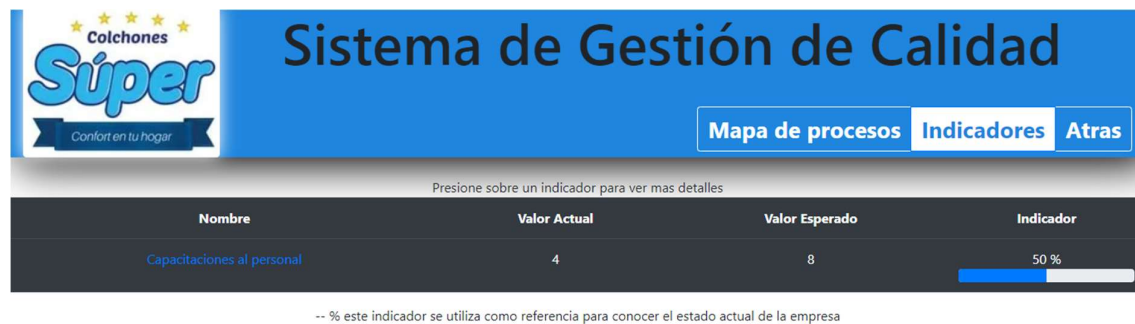 Colchones
Súper
Confort en tu hogar
Sistema de Gestión de Calidad
Mapa de procesos Indicadores Atras
Presione sobre un indicador para ver mas detalles
Nombre Valor Actual Valor Esperado Indicador
Capacitaciones al personal 4 8 50 %
-- % este indicador se utiliza como referencia para conocer el estado actual de la empresa